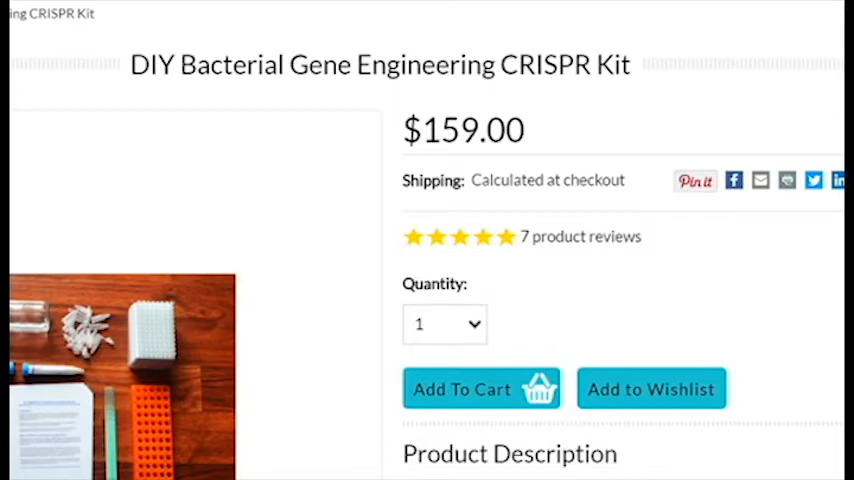 ing CRISPR Kit
DIY Bacterial Gene Engineering CRISPR Kit
$159.00
Shipping: Calculated at checkout
Pin it
7 product reviews
Quantity:
1
Add To Cart
Add to Wishlist
Product Description